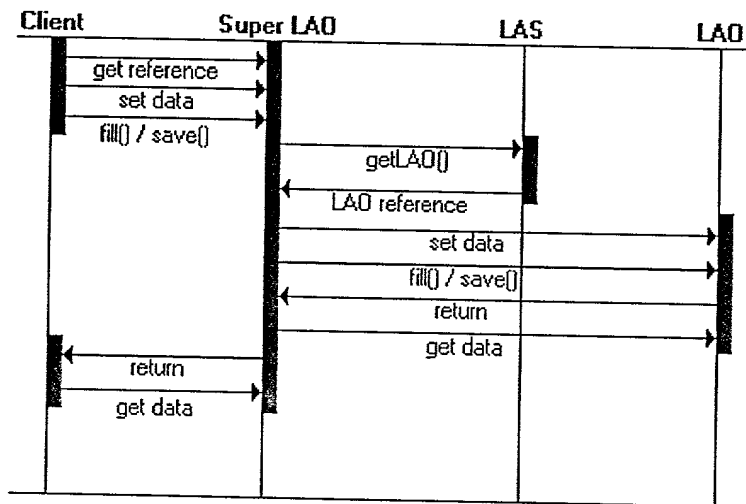 Client
Super LAO
LAS
LAO
get reference
set data
fill() / save()
getLAO()
LAO reference
set data
fill() / save()
return
get data
return
get data